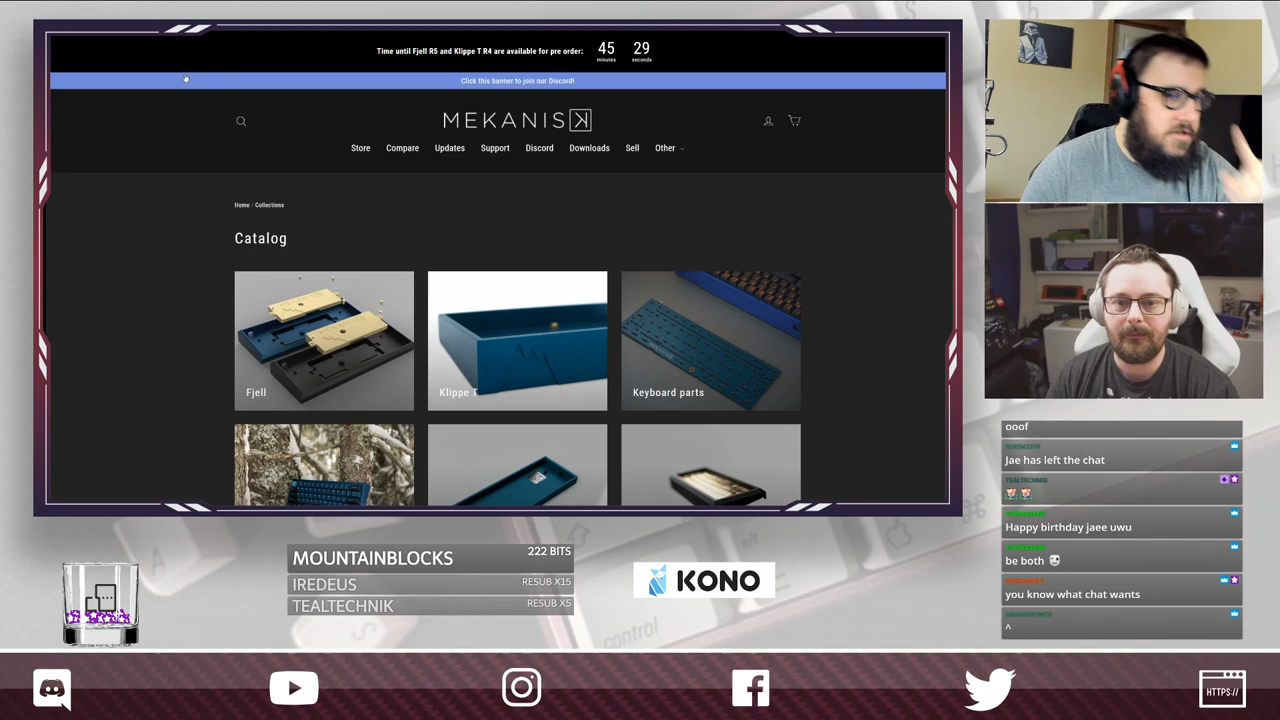 Time until Fjell R5 and Klippe T R4 are available for pre order:
45 29
minutes seconds
Click this banner to join our Discord!
MEKANISK
Store Compare Updates Support Discord Downloads Sell Other
Home / Collections
Catalog
Fjell
Klippe T
Keyboard parts
ooof
Jae has left the chat
TEALTECHNIK
Happy birthday jaee uwu
be both
you know what chat wants
^
MOUNTAINBLOCKS 222 BITS
IREDEUS RESUB X15
TEALTECHNIK RESUB X5
KONO
control
HTTPS://